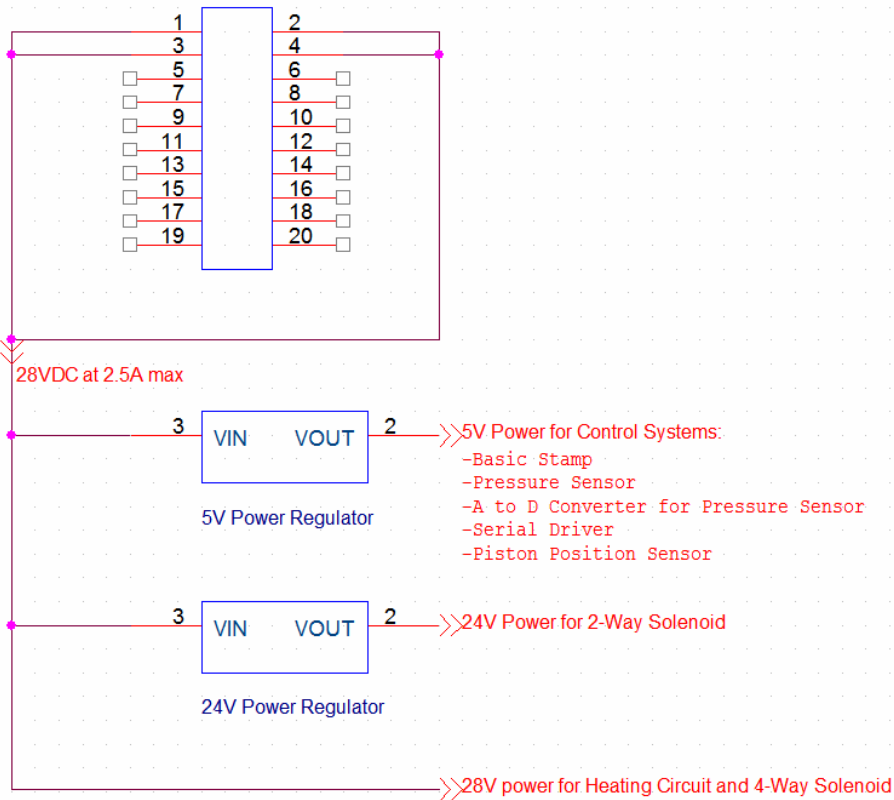 1 2
3 4
5 6
7 8
9 10
11 12
13 14
15 16
17 18
19 20
28VDC at 2.5A max
3 VIN VOUT 2 5V Power for Control Systems:
-Basic Stamp
-Pressure Sensor
-A to D Converter for Pressure Sensor
-Serial Driver
-Piston Position Sensor
5V Power Regulator
3 VIN VOUT 2 24V Power for 2-Way Solenoid
24V Power Regulator
28V power for Heating Circuit and 4-Way Solenoid